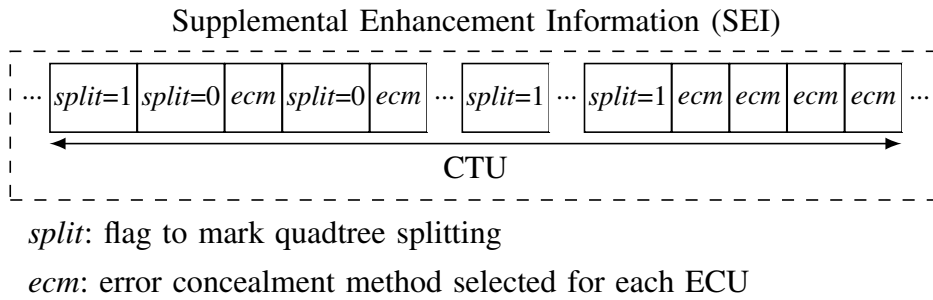 Supplemental Enhancement Information (SEI)
... split=1 split=0 ecm split=0 ecm ... split=1 ... split=1 ecm ecm ecm ecm ...
CTU
split: flag to mark quadtree splitting
ecm: error concealment method selected for each ECU